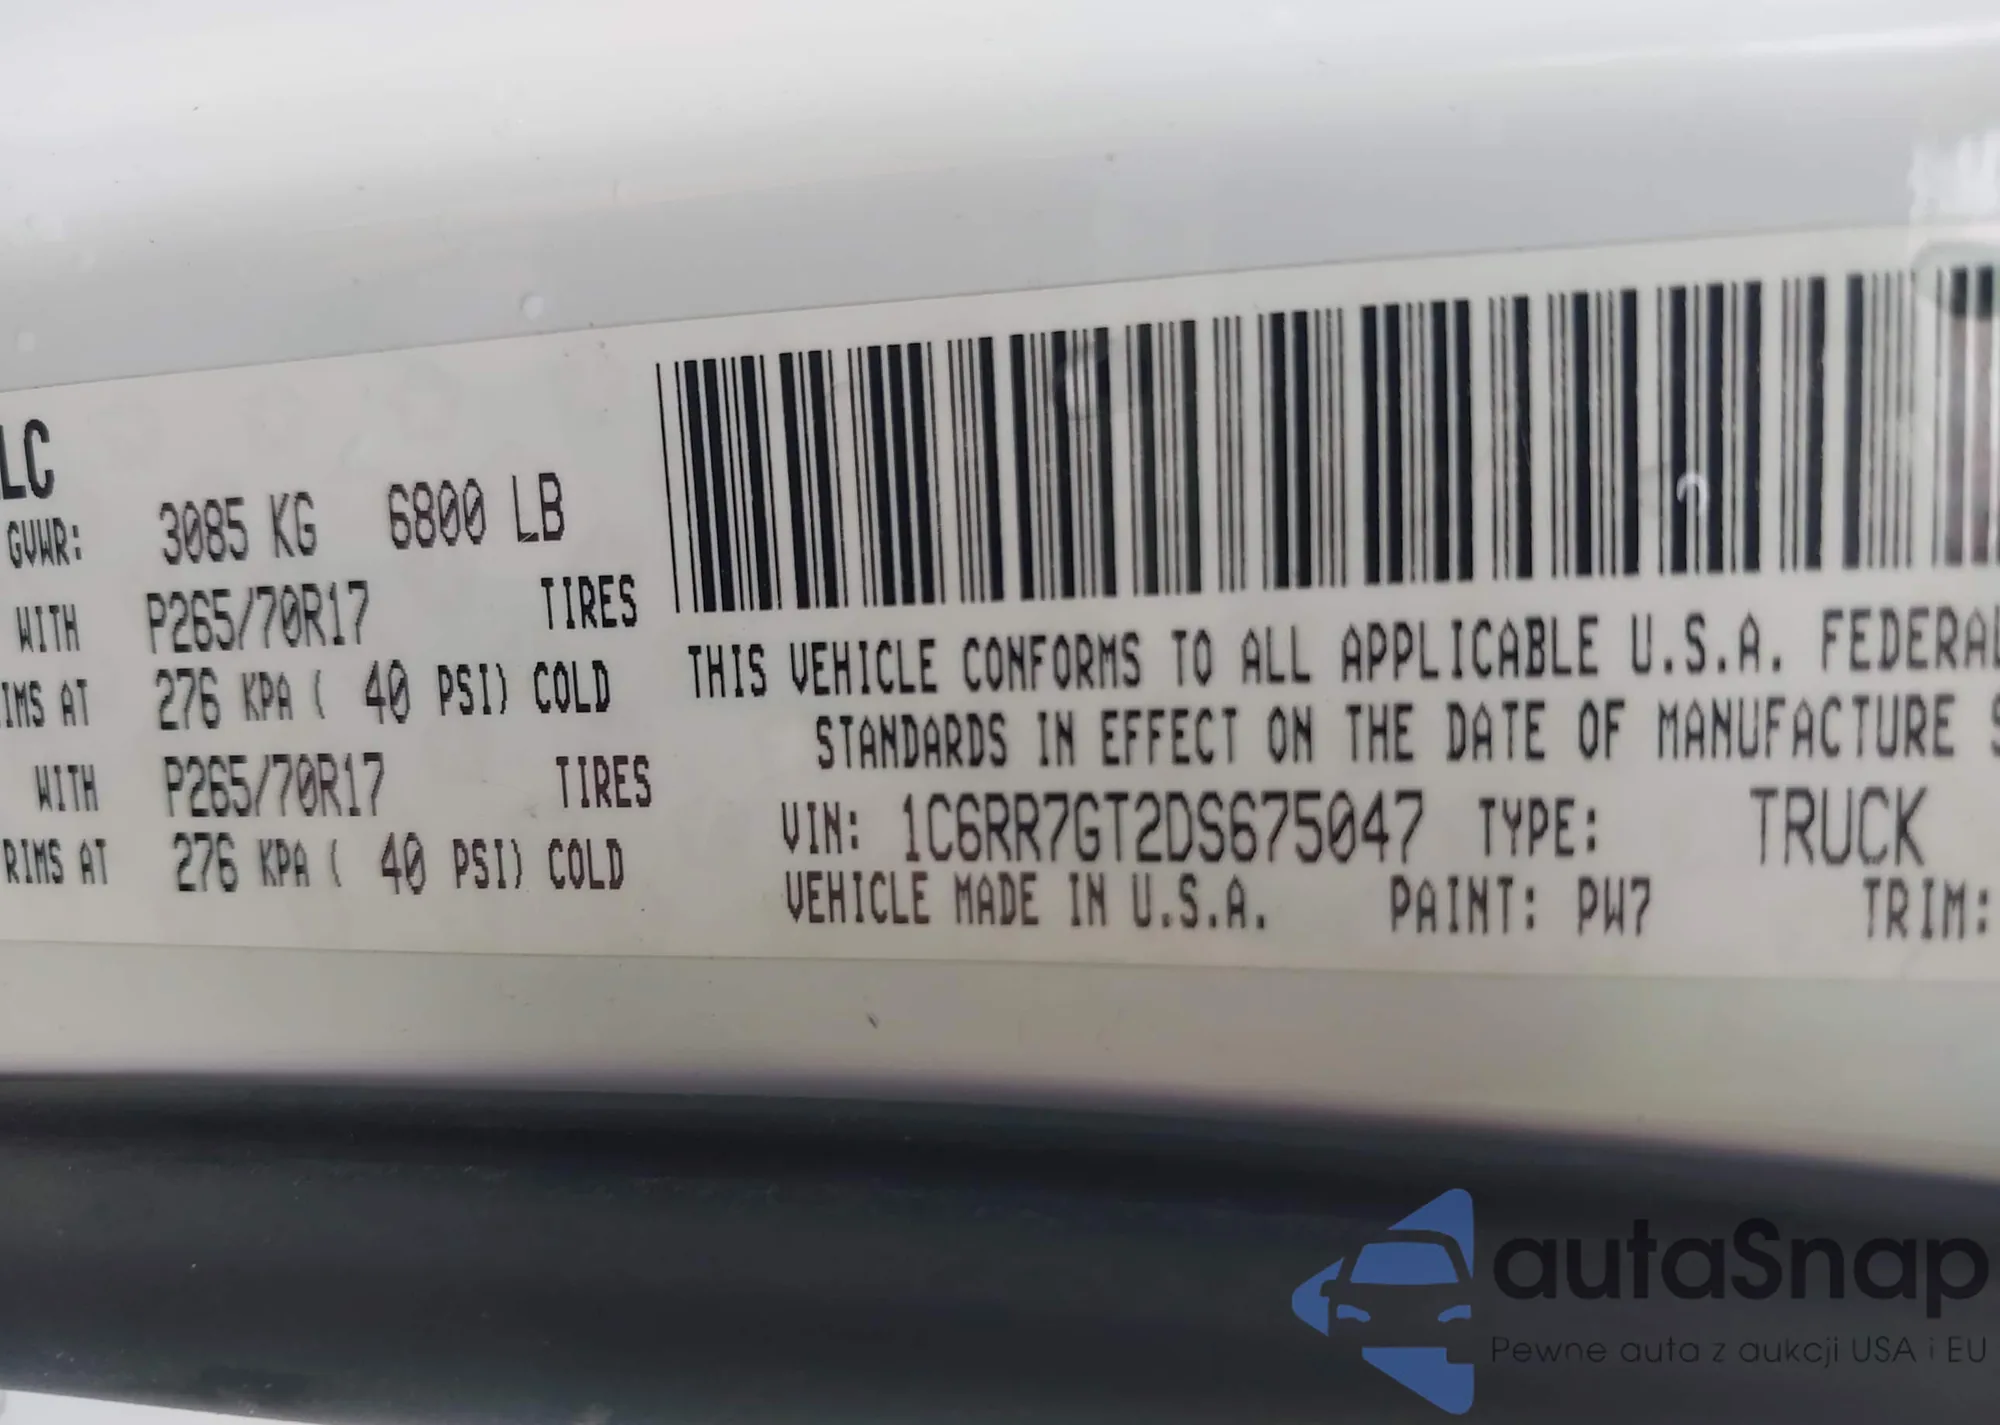 LC
GVWR: 3085 KG 6800 LB
WITH P265/70R17 TIRES
IMS AT 276 KPA ( 40 PSI) COLD
WITH P265/70R17 TIRES
RIMS AT 276 KPA ( 40 PSI) COLD
THIS VEHICLE CONFORMS TO ALL APPLICABLE U.S.A. FEDERAL
STANDARDS IN EFFECT ON THE DATE OF MANUFACTURE S
VIN: 1C6RR7GT2DS675047 TYPE: TRUCK
VEHICLE MADE IN U.S.A. PAINT: PW7 TRIM:
autaSnap
Pewne auta z aukcji USA i EU